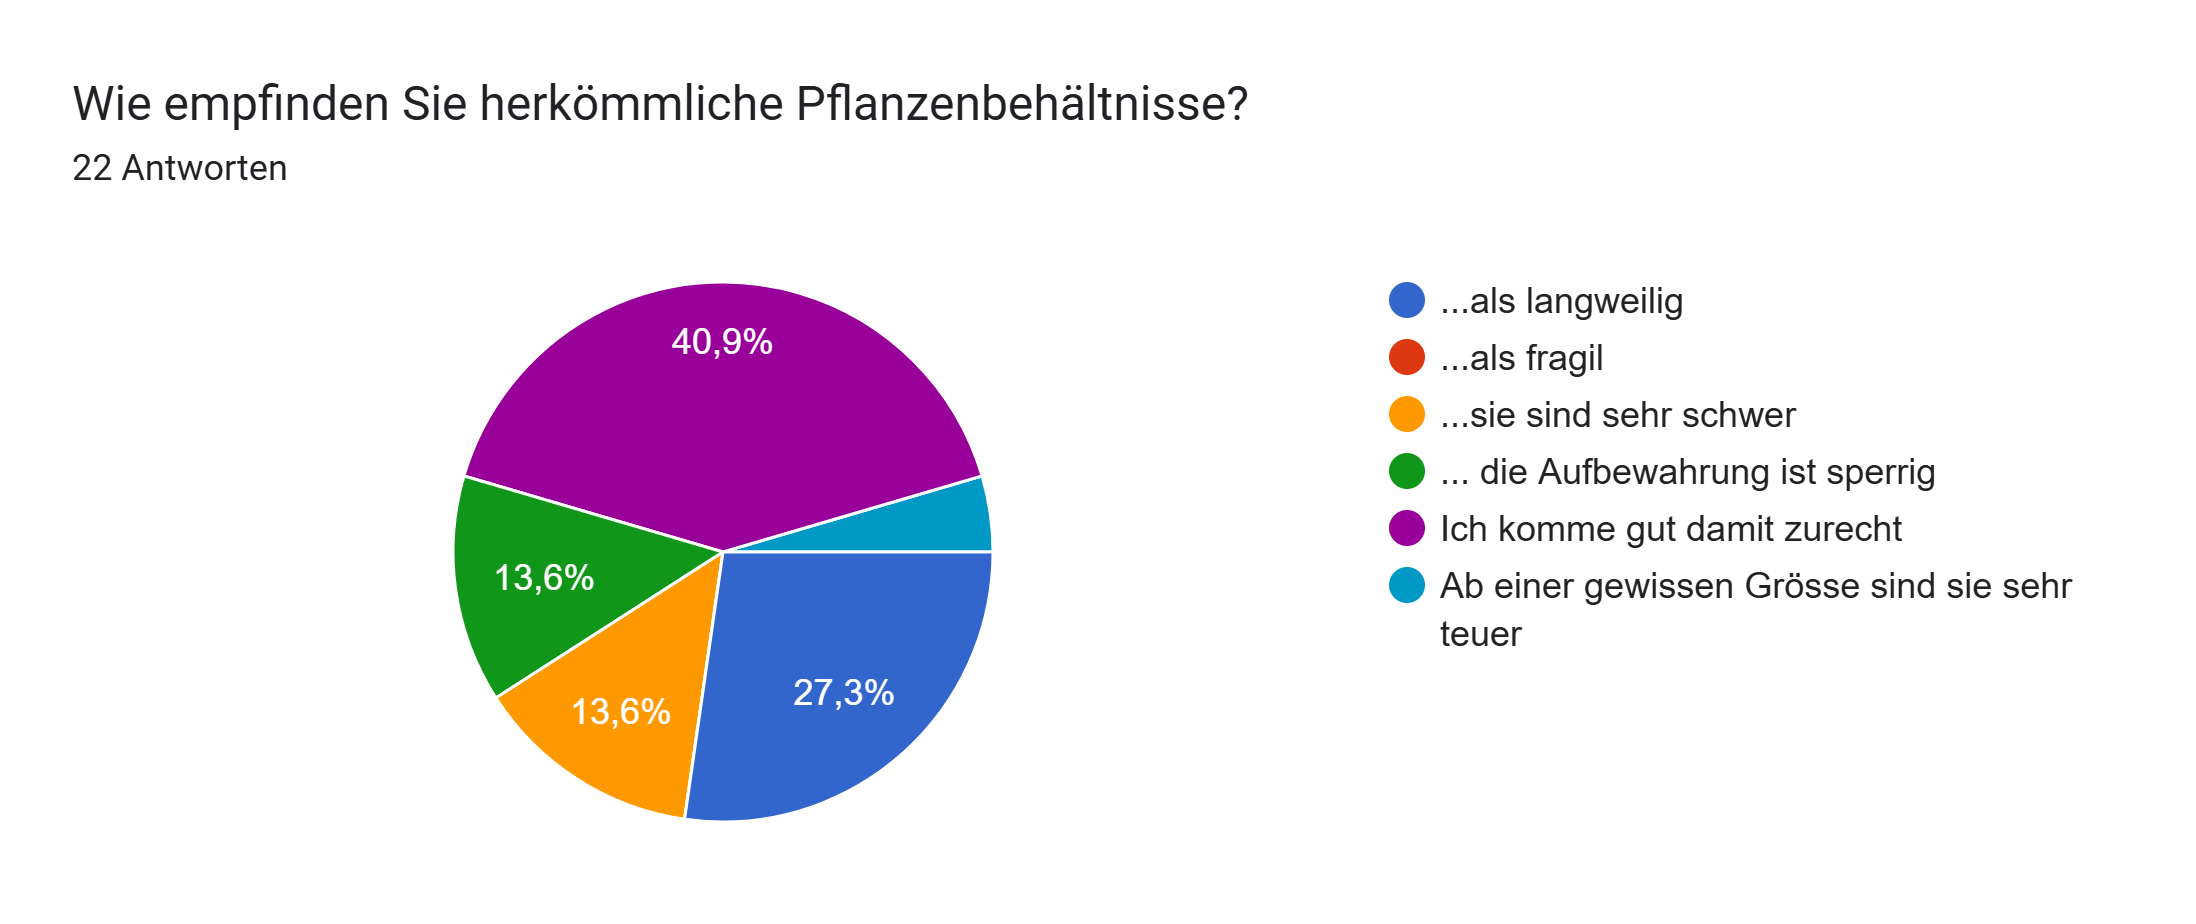 Wie empfinden Sie herkömmliche Pflanzenbehältnisse?
22 Antworten
40,9%
13,6%
13,6%
27,3%
...als langweilig
...als fragil
...sie sind sehr schwer
... die Aufbewahrung ist sperrig
Ich komme gut damit zurecht
Ab einer gewissen Grösse sind sie sehr
teuer